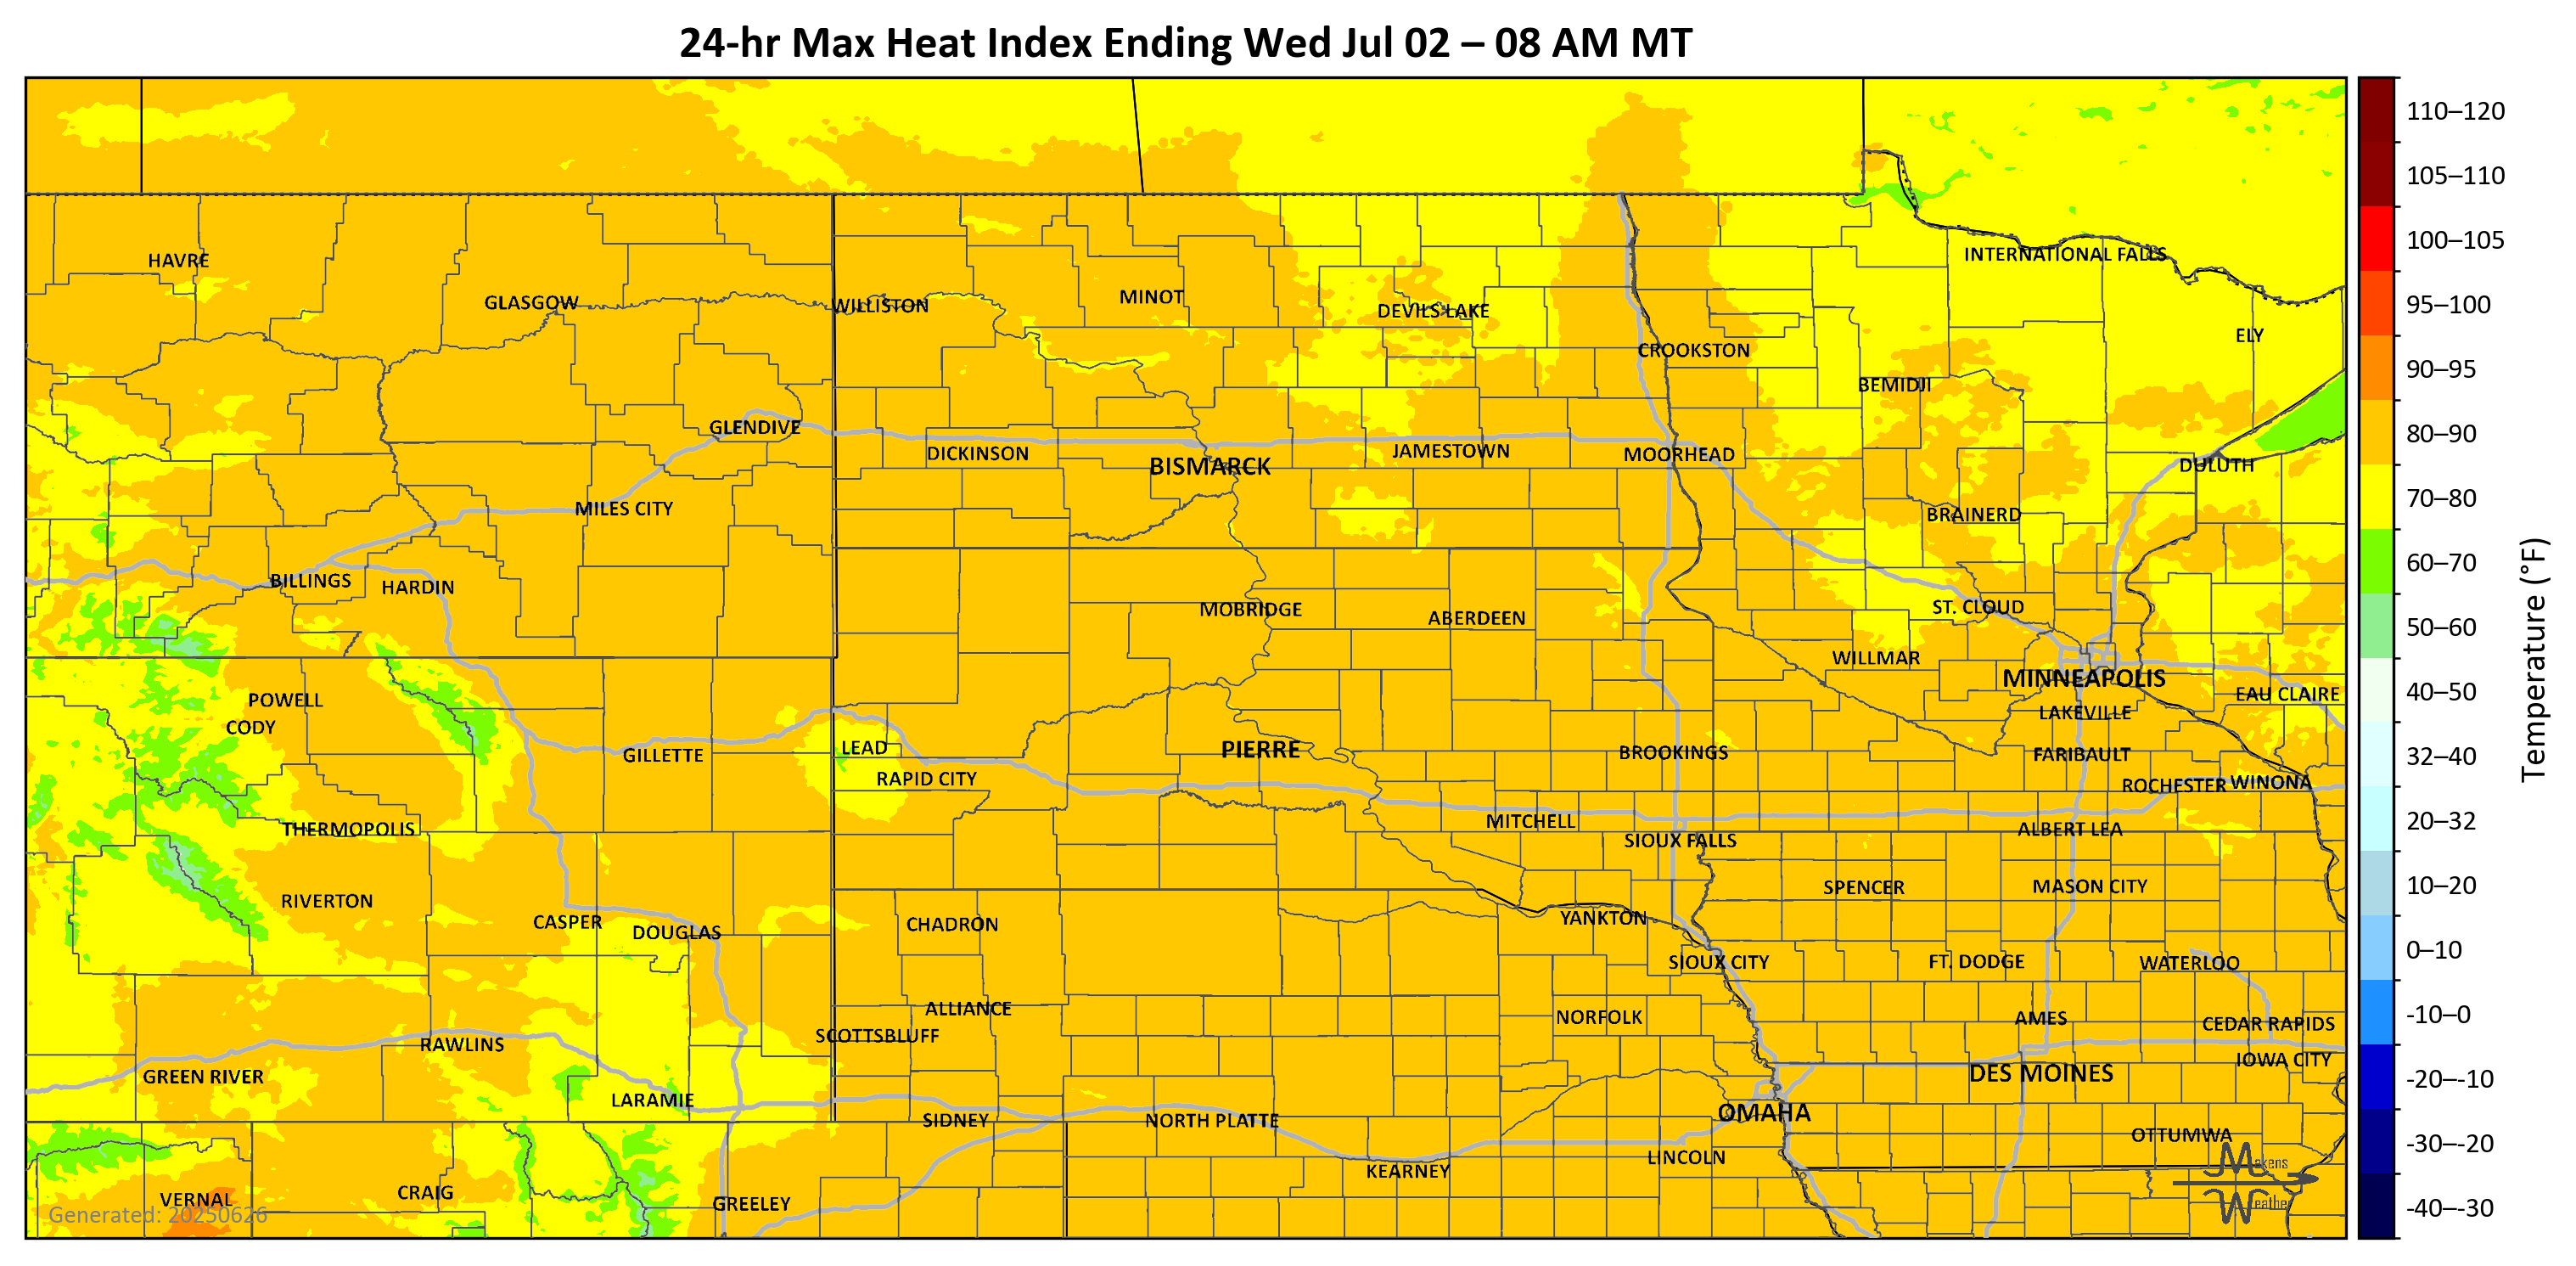 24-hr Max Heat Index Ending Wed Jul 02 – 08 AM MT
110–120
105–110
100–105
95–100
90–95
80–90
70–80
60–70
50–60
40–50
32–40
20–32
10–20
0–10
-10–0
-20–-10
-30–-20
-40–-30
Temperature (°F)
HAVRE
INTERNATIONAL FALLS
GLASGOW
WILLISTON
MINOT
DEVILS LAKE
ELY
CROOKSTON
BEMIDJI
GLENDIVE
DICKINSON
BISMARCK
JAMESTOWN
MOORHEAD
DULUTH
MILES CITY
BRAINERD
BILLINGS
HARDIN
MOBRIDGE
ABERDEEN
ST. CLOUD
WILLMAR
MINNEAPOLIS
EAU CLAIRE
POWELL
CODY
LAKEVILLE
GILLETTE
LEAD
PIERRE
BROOKINGS
FARIBAULT
RAPID CITY
ROCHESTER
WINONA
THERMOPOLIS
MITCHELL
SIOUX FALLS
ALBERT LEA
RIVERTON
SPENCER
MASON CITY
CASPER
DOUGLAS
CHADRON
YANKTON
SIOUX CITY
FT. DODGE
WATERLOO
ALLIANCE
NORFOLK
AMES
CEDAR RAPIDS
RAWLINS
SCOTTSBLUFF
IOWA CITY
GREEN RIVER
DES MOINES
LARAMIE
SIDNEY
NORTH PLATTE
OMAHA
OTTUMWA
LINCOLN
KEARNEY
VERNAL
CRAIG
GREELEY
Generated: 20250626
Makens
Weather